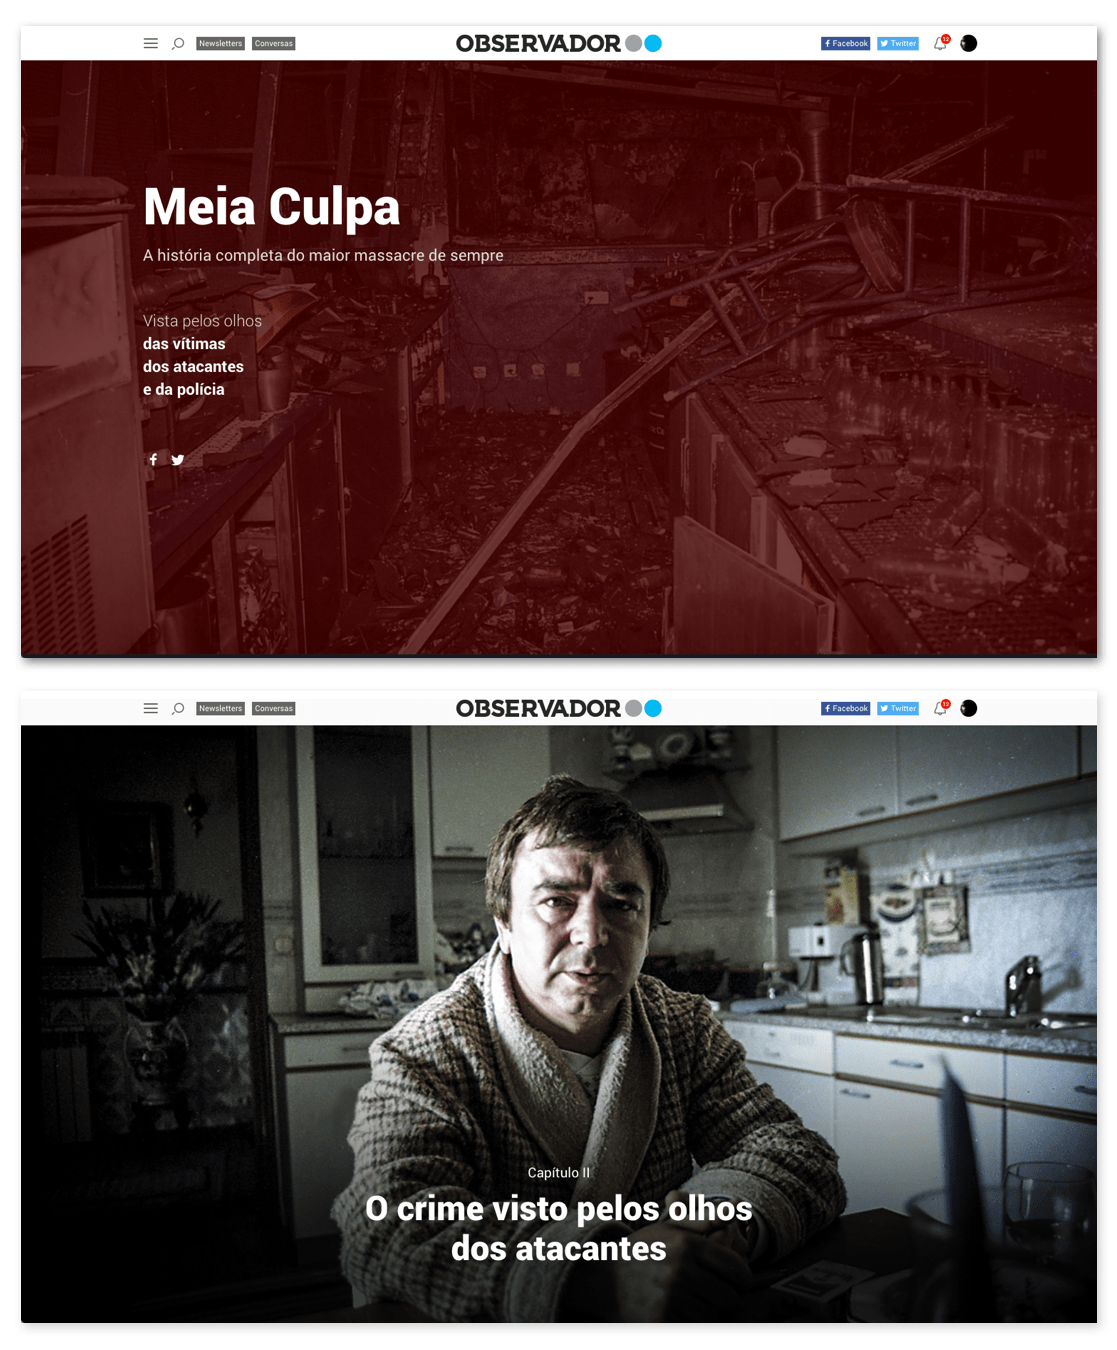 Newsletters
Conversas
OBSERVADOR
Facebook
Twitter
12
Meia Culpa
A história completa do maior massacre de sempre
Vista pelos olhos
das vítimas
dos atacantes
e da polícia
Newsletters
Conversas
OBSERVADOR
Facebook
Twitter
12
Capítulo II
O crime visto pelos olhos
dos atacantes